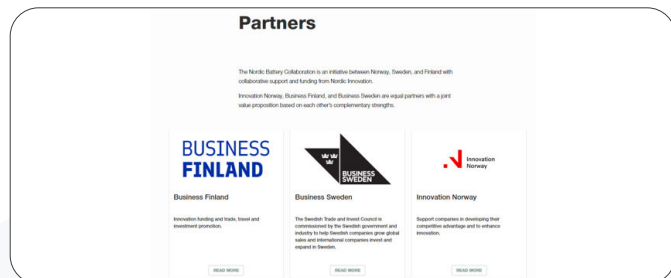 Partners
The Nordic Battery Collaboration is an initiative between Norway, Sweden, and Finland with
collaborative support and funding from Nordic Innovation.
Innovation Norway, Business Finland, and Business Sweden are equal partners with a joint
value proposition based on each other's complementary strengths.
BUSINESS
FINLAND
BUSINESS
SWEDEN
Innovation
Norway
Business Finland
Innovation funding and trade, travel and
investment promotion.
READ MORE
Business Sweden
The Swedish Trade and Invest Council is
commissioned by the Swedish government and
industry to help Swedish companies grow global
sales and international companies invest and
expand in Sweden.
READ MORE
Innovation Norway
Support companies in developing their
competitive advantage and to enhance
innovation.
READ MORE